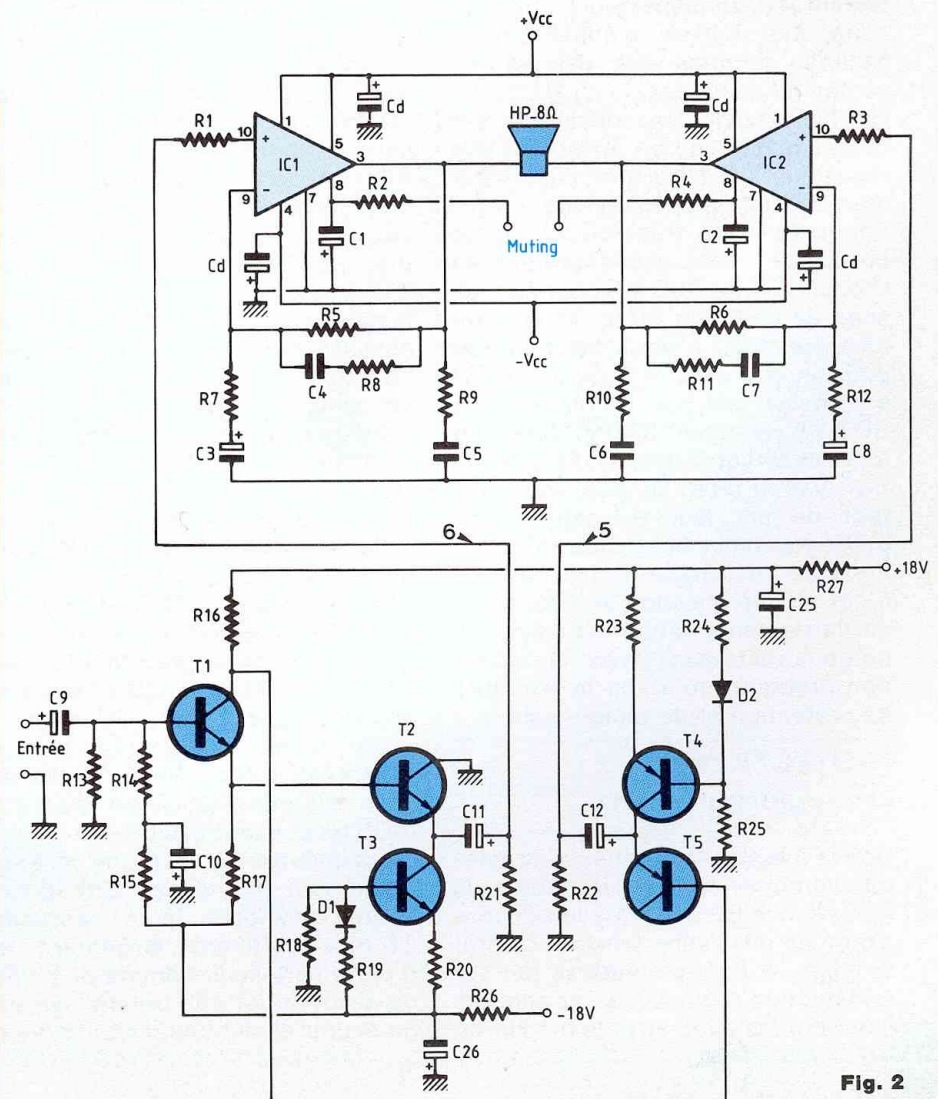 +Vcc
Cd
Cd
HP_8Ω
R1
10
+
1
5
IC1
3
8
9
-
4
7
R2
R4
Muting
C1
C2
1
5
10
+
R3
IC2
3
8
7
4
9
-
Cd
Cd
R5
R6
-Vcc
C4
R8
R11
C7
R7
R9
R10
R12
C3
C5
C6
C8
6
5
R27
+18V
R16
R23
R24
C25
T1
C9
Entrée
D2
T2
T4
R13
R14
C11
C12
R25
T3
T5
R15
C10
R17
D1
R21
R22
R18
R19
R20
R26
-18V
C26
Fig. 2